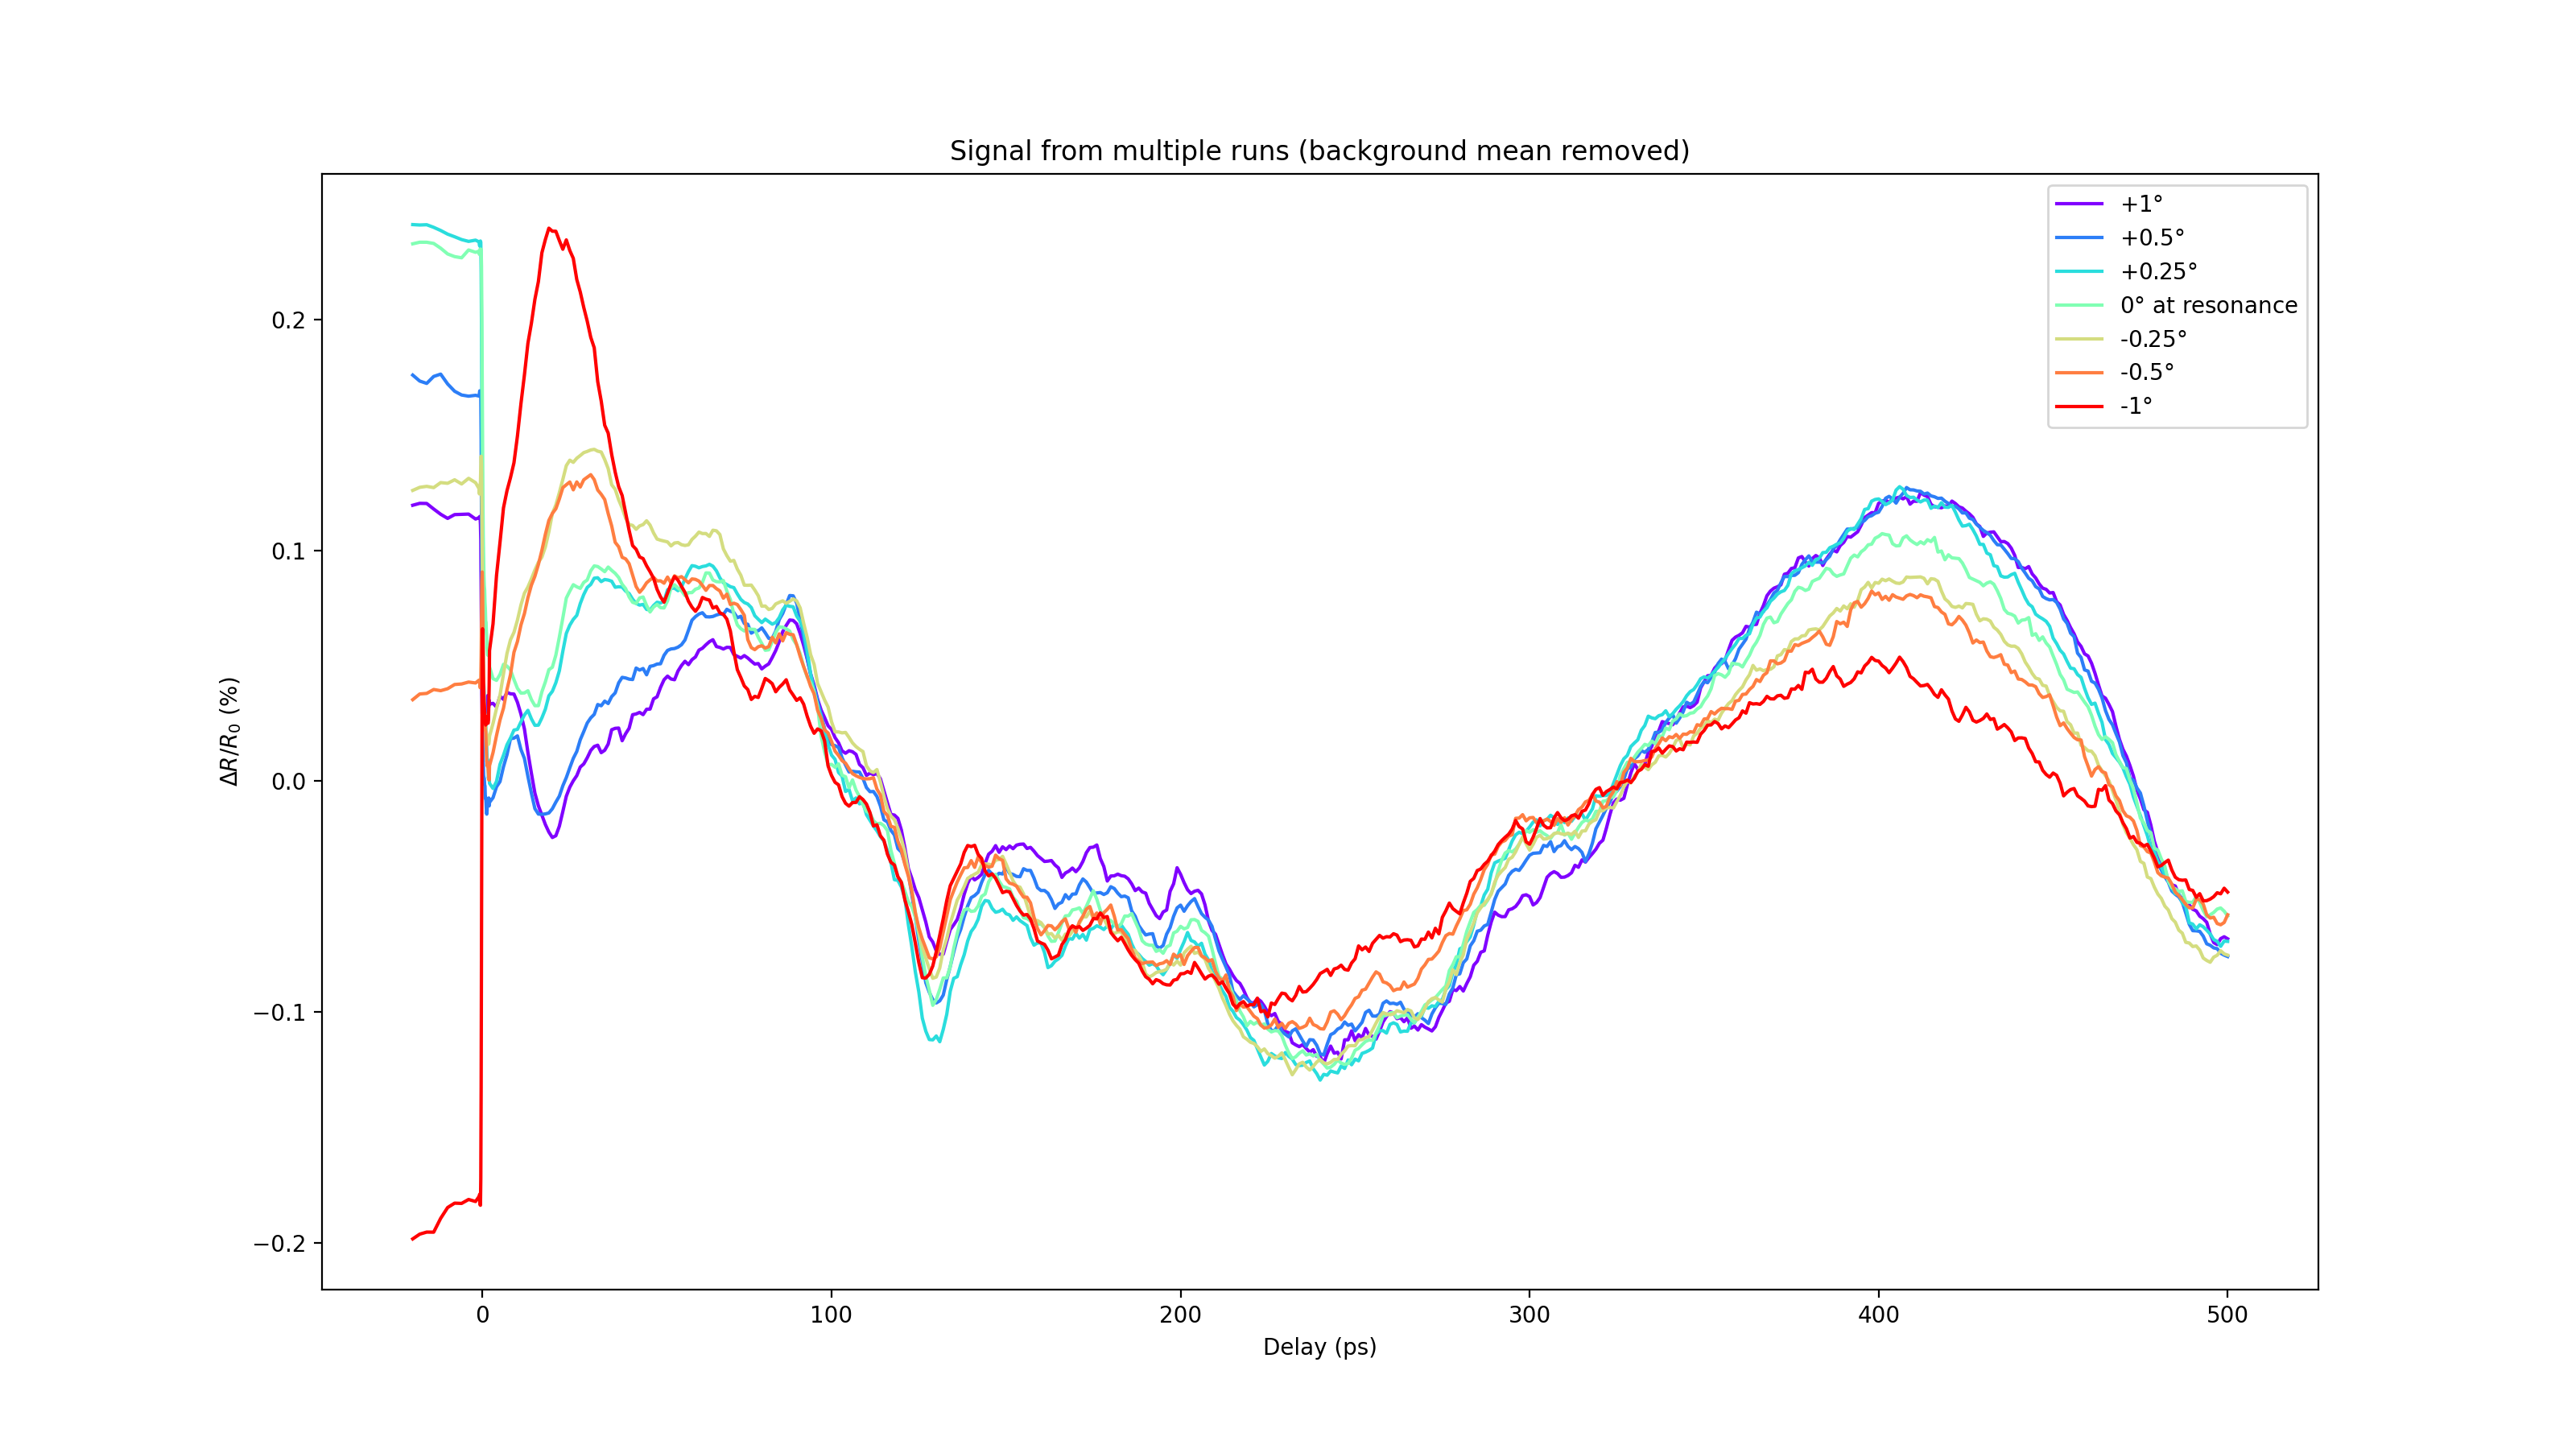 Signal from multiple runs (background mean removed)
+1°
+0.5°
+0.25°
0° at resonance
-0.25°
-0.5°
-1°
0.2
0.1
0.0
−0.1
−0.2
ΔR/R₀ (%)
0 100 200 300 400 500
Delay (ps)